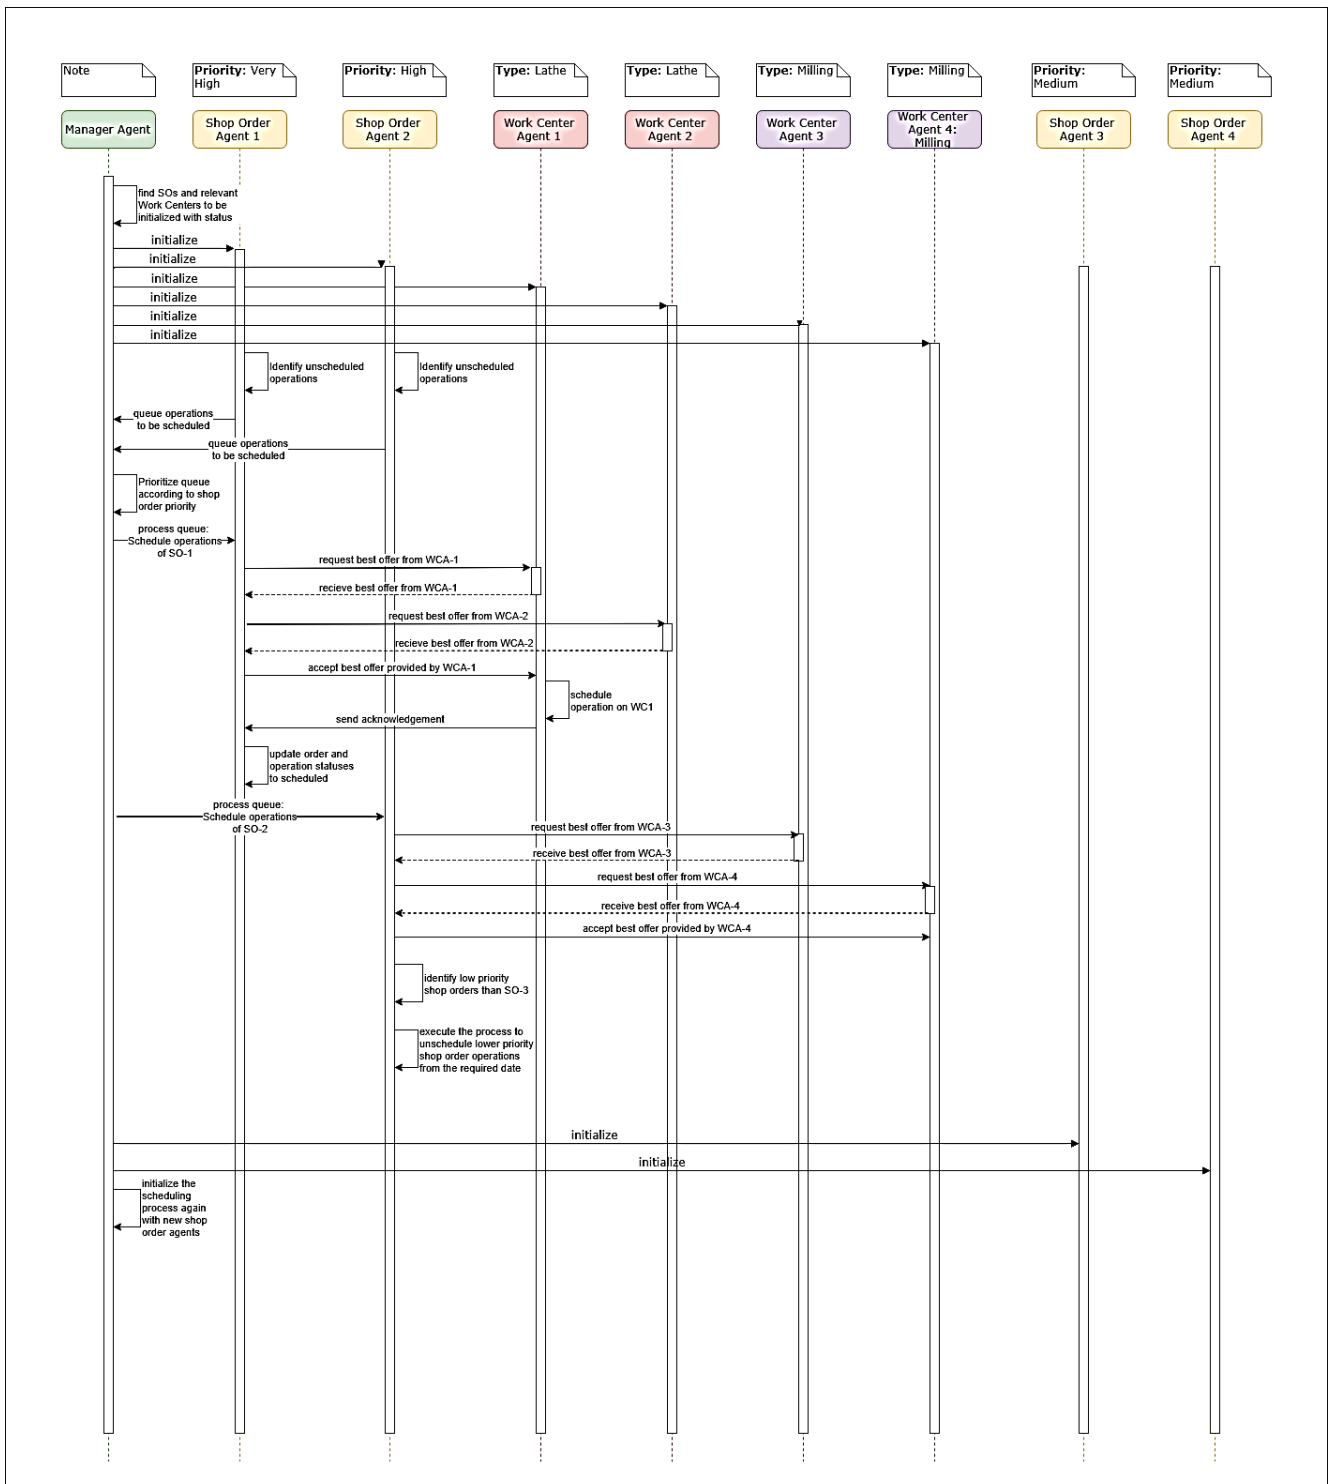 Note
Priority: Very
High
Priority: High
Type: Lathe
Type: Lathe
Type: Milling
Type: Milling
Priority:
Medium
Priority:
Medium
Manager Agent
Shop Order
Agent 1
Shop Order
Agent 2
Work Center
Agent 1
Work Center
Agent 2
Work Center
Agent 3
Work Center
Agent 4:
Milling
Shop Order
Agent 3
Shop Order
Agent 4
find SOs and relevant
Work Centers to be
initialized with status
initialize
initialize
initialize
initialize
initialize
initialize
Identify unscheduled
operations
Identify unscheduled
operations
queue operations
to be scheduled
queue operations
to be scheduled
Prioritize queue
according to shop
order priority
process queue:
Schedule operations
of SO-1
request best offer from WCA-1
recieve best offer from WCA-1
request best offer from WCA-2
recieve best offer from WCA-2
accept best offer provided by WCA-1
schedule
operation on WC1
send acknowledgement
update order and
operation statuses
to scheduled
process queue:
Schedule operations
of SO-2
request best offer from WCA-3
receive best offer from WCA-3
request best offer from WCA-4
receive best offer from WCA-4
accept best offer provided by WCA-4
identify low priority
shop orders than SO-3
execute the process to
unschedule lower priority
shop order operations
from the required date
initialize
initialize
initialize the
scheduling
process again
with new shop
order agents